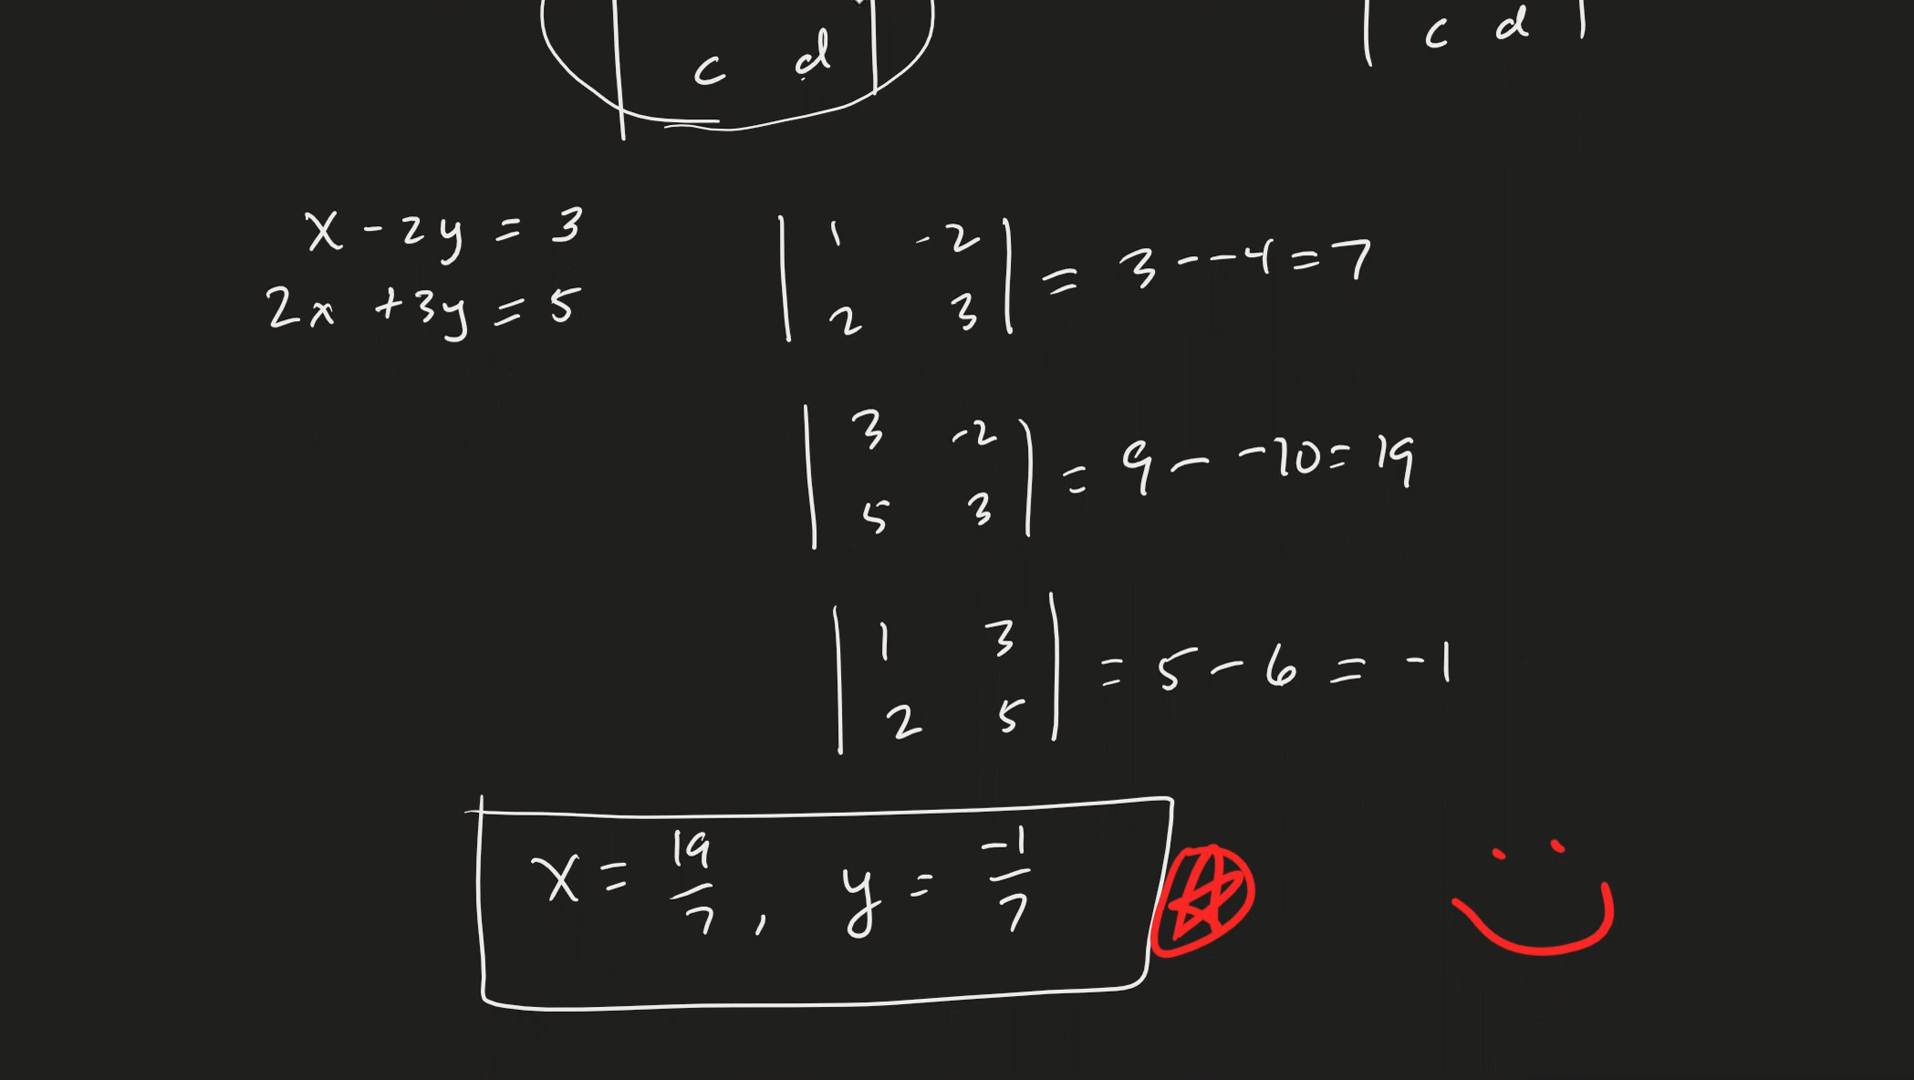 c d
c d
x - 2y = 3
2x + 3y = 5
| 1 -2 |
| 2 3 | = 3 - -4 = 7
| 3 -2 |
| 5 3 | = 9 - -10 = 19
| 1 3 |
| 2 5 | = 5 - 6 = -1
x = 19/7, y = -1/7